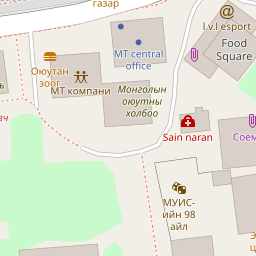 газар
l.v.l esport
Food
Square
MT central
office
Оюутан
зоог
МТ компани
Монголын
оюутны
холбоо
Sain naran
МУИС-
ийн 98
айл